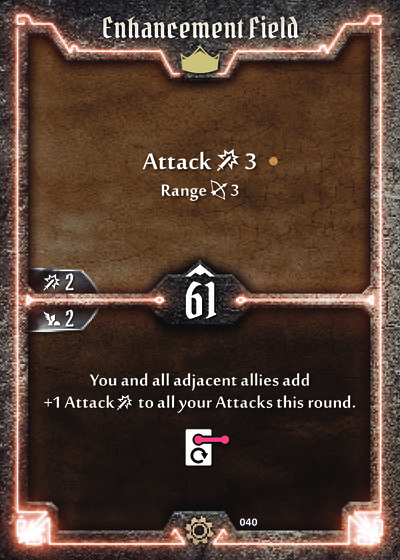 Enhancement Field
Attack 3
Range 3
2
61
2
You and all adjacent allies add
+1 Attack to all your Attacks this round.
040